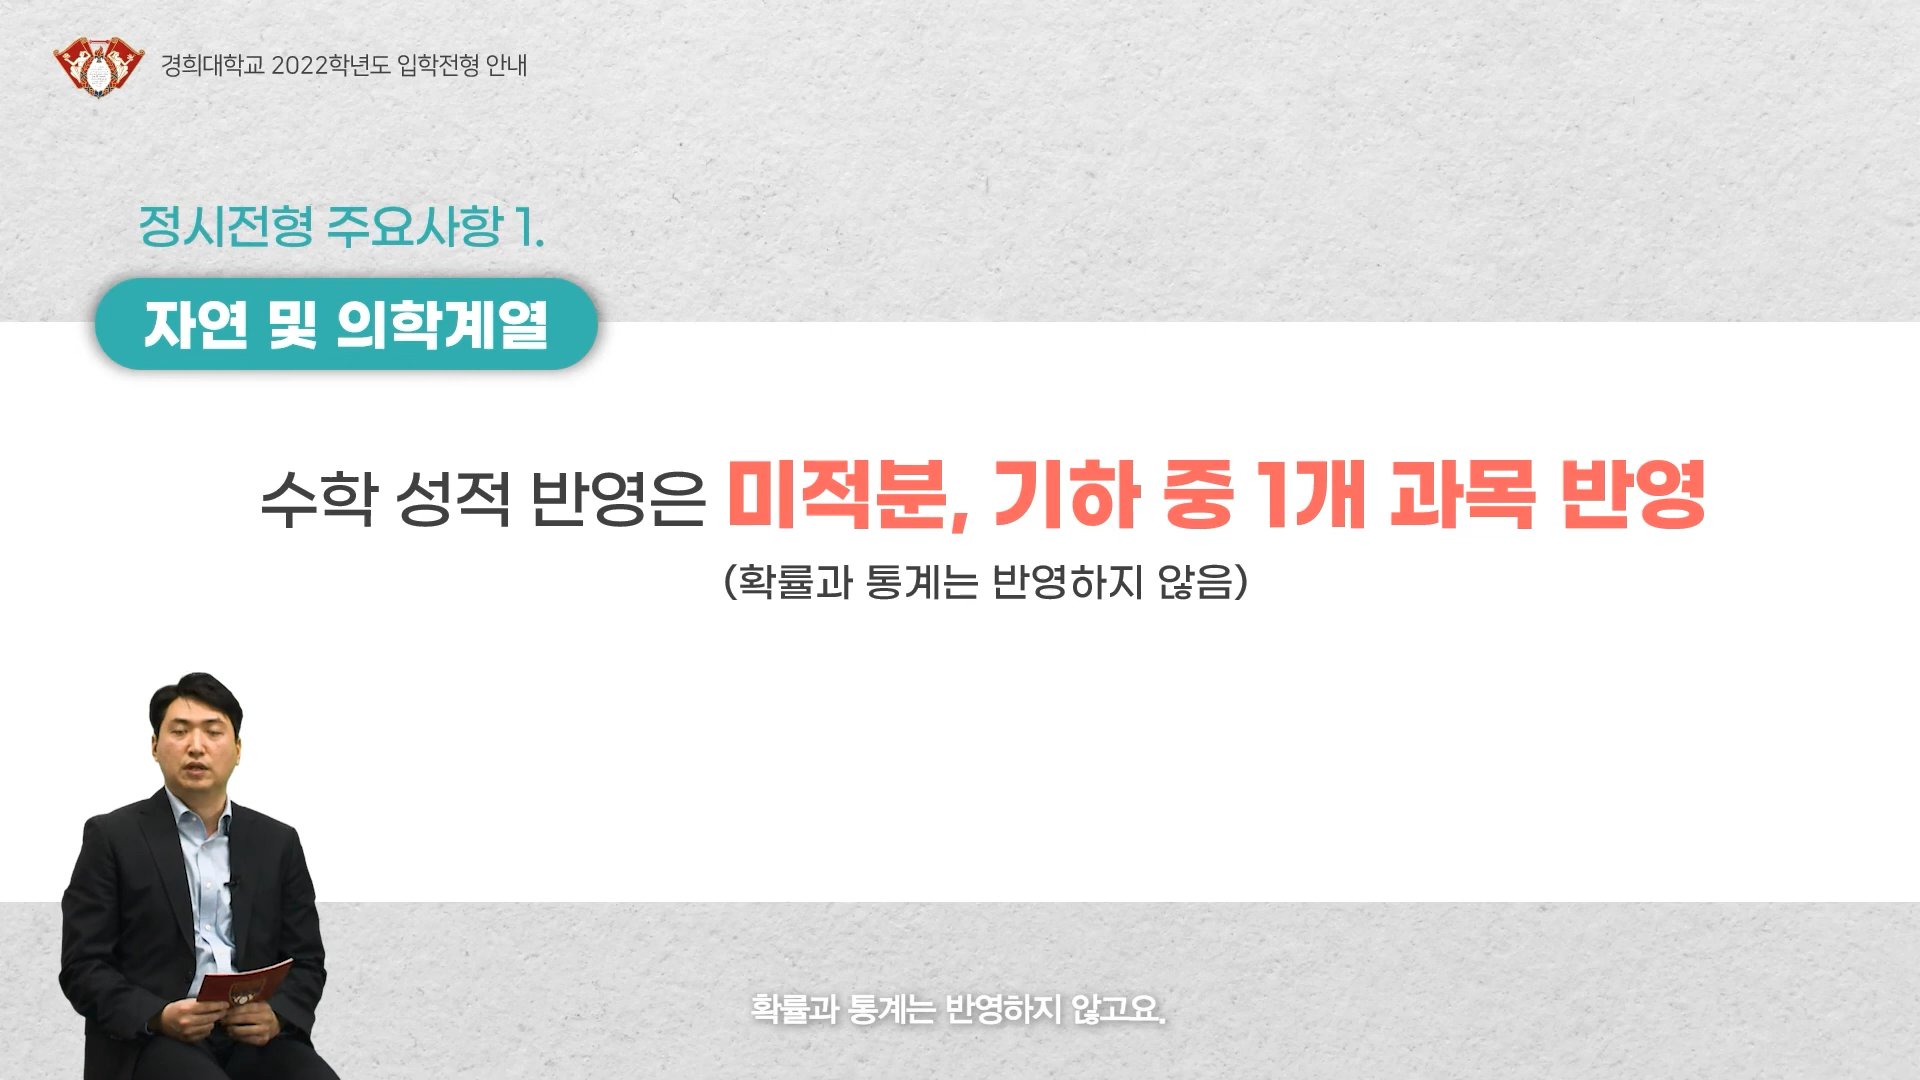 경희대학교 2022학년도 입학전형 안내
정시전형 주요사항 1.
자연 및 의학계열
수학 성적 반영은 미적분, 기하 중 1개 과목 반영
(확률과 통계는 반영하지 않음)
확률과 통계는 반영하지 않고요.